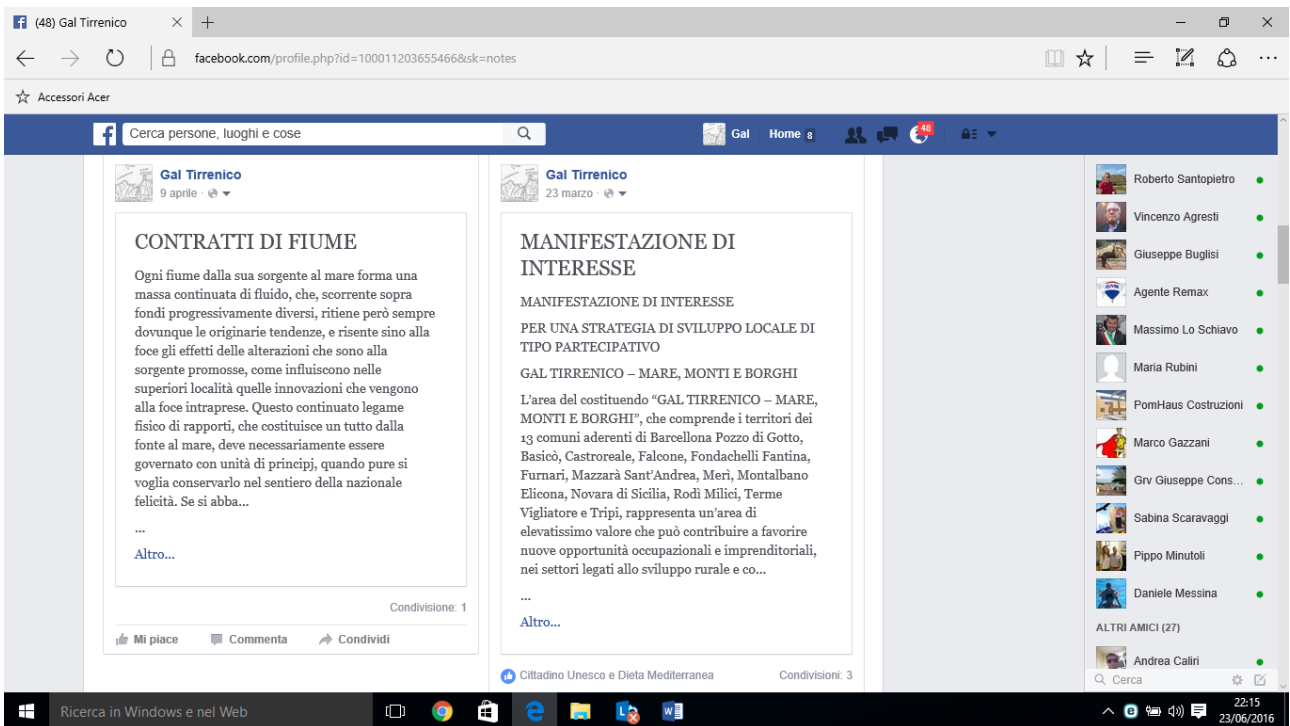 (48) Gal Tirrenico
facebook.com/profile.php?id=100011203655466&sk=notes
Accessori Acer
Cerca persone, luoghi e cose
Gal
Home 8
48
Gal Tirrenico
9 aprile
CONTRATTI DI FIUME
Ogni fiume dalla sua sorgente al mare forma una
massa continuata di fluido, che, scorrente sopra
fondi progressivamente diversi, ritiene però sempre
dovunque le originarie tendenze, e risente sino alla
foce gli effetti delle alterazioni che sono alla
sorgente promosse, come influiscono nelle
superiori località quelle innovazioni che vengono
alla foce intraprese. Questo continuato legame
fisico di rapporti, che costituisce un tutto dalla
fonte al mare, deve necessariamente essere
governato con unità di principj, quando pure si
voglia conservarlo nel sentiero della nazionale
felicità. Se si abba...
...
Altro...
Condivisione: 1
Mi piace
Commenta
Condividi
Gal Tirrenico
23 marzo
MANIFESTAZIONE DI
INTERESSE
MANIFESTAZIONE DI INTERESSE
PER UNA STRATEGIA DI SVILUPPO LOCALE DI
TIPO PARTECIPATIVO
GAL TIRRENICO – MARE, MONTI E BORGHI
L’area del costituendo “GAL TIRRENICO – MARE,
MONTI E BORGHI”, che comprende i territori dei
13 comuni aderenti di Barcellona Pozzo di Gotto,
Basicò, Castroreale, Falcone, Fondachelli Fantina,
Furnari, Mazzarà Sant’Andrea, Merì, Montalbano
Elicona, Novara di Sicilia, Rodì Milici, Terme
Vigliatore e Tripi, rappresenta un’area di
elevatissimo valore che può contribuire a favorire
nuove opportunità occupazionali e imprenditoriali,
nei settori legati allo sviluppo rurale e co...
...
Altro...
Cittadino Unesco e Dieta Mediterranea
Condivisioni: 3
Roberto Santopietro
Vincenzo Agresti
Giuseppe Buglisi
Agente Remax
Massimo Lo Schiavo
Maria Rubini
PomHaus Costruzioni
Marco Gazzani
Grv Giuseppe Cons...
Sabina Scaravaggi
Pippo Minutoli
Daniele Messina
ALTRI AMICI (27)
Andrea Caliri
Cerca
Ricerca in Windows e nel Web
22:15
23/06/2016